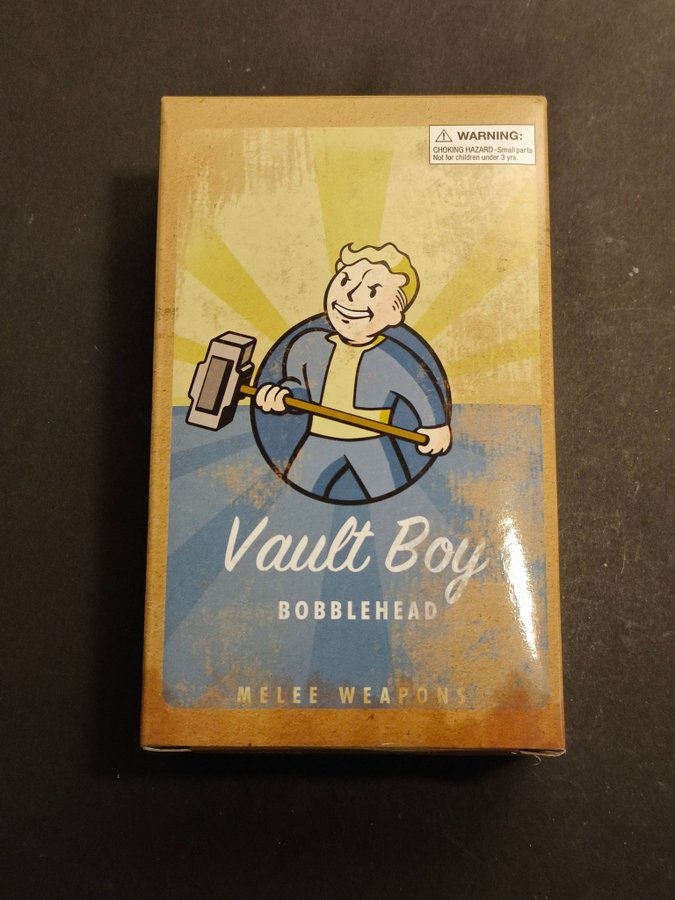 ⚠ WARNING:
CHOKING HAZARD -Small parts
Not for children under 3 yrs.
Vault Boy
BOBBLEHEAD
MELEE WEAPONS